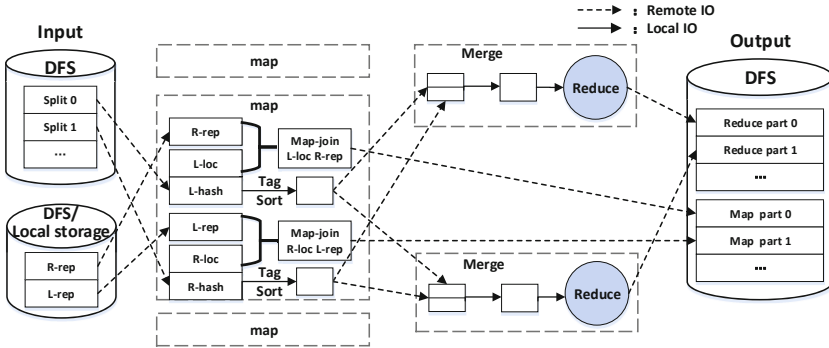 : Remote IO
: Local IO
Input
DFS
Split 0
Split 1
...
DFS/
Local storage
R-rep
L-rep
map
map
R-rep
L-loc
L-hash
Map-join
L-loc R-rep
Tag
Sort
L-rep
R-loc
R-hash
Map-join
R-loc L-rep
Tag
Sort
map
Merge
Reduce
Merge
Reduce
Output
DFS
Reduce part 0
Reduce part 1
...
Map part 0
Map part 1
...